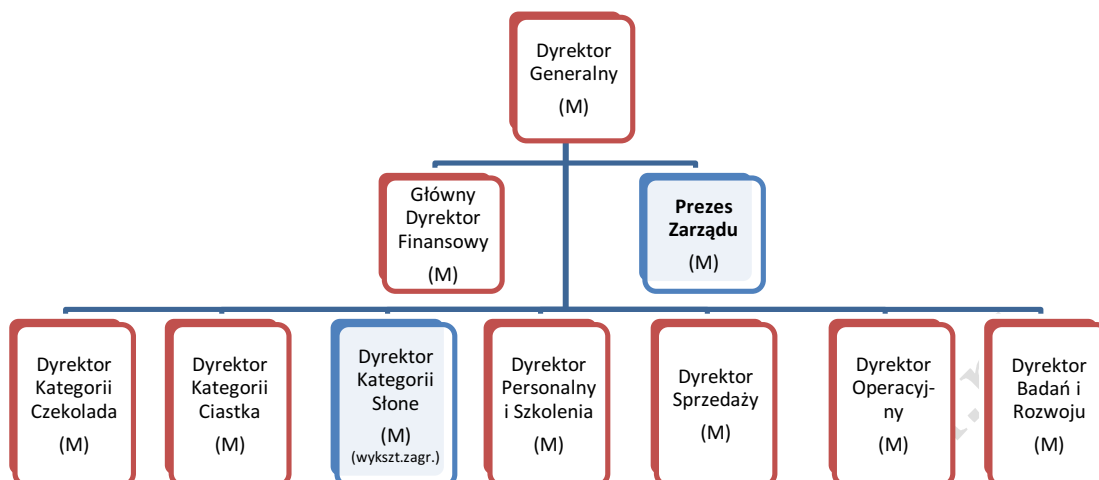 Dyrektor
Generalny
(M)
Główny
Dyrektor
Finansowy
(M)
Prezes
Zarządu
(M)
Dyrektor
Kategorii
Czekolada
(M)
Dyrektor
Kategorii
Ciastka
(M)
Dyrektor
Kategorii
Słone
(M)
(wykszt.zagr.)
Dyrektor
Personalny
i Szkolenia
(M)
Dyrektor
Sprzedaży
(M)
Dyrektor
Operacyj-
ny
(M)
Dyrektor
Badań i
Rozwoju
(M)